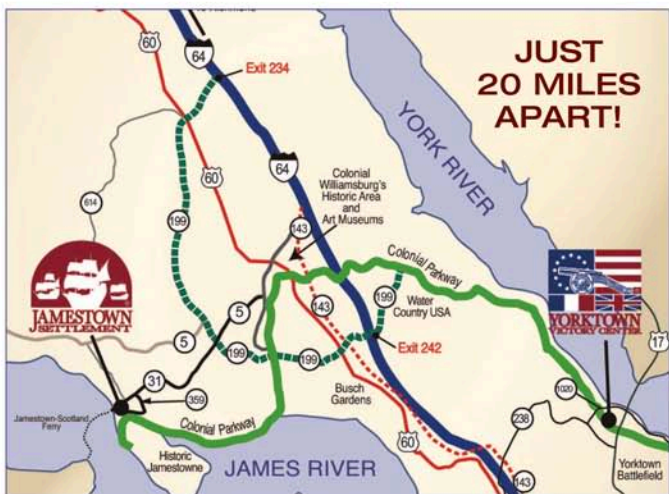 60
64
Exit 234
JUST
20 MILES
APART!
YORK RIVER
64
60
Colonial
Williamsburg's
Historic Area
and
Art Museums
614
199
143
Colonial Parkway
JAMESTOWN
SETTLEMENT
5
143
199
Water
Country USA
YORKTOWN
VICTORY CENTER
17
5
199
199
Exit 242
31
359
Busch
Gardens
1020
Jamestown-Scotland
Ferry
Colonial Parkway
238
60
Historic
Jamestowne
JAMES RIVER
143
Yorktown
Battlefield